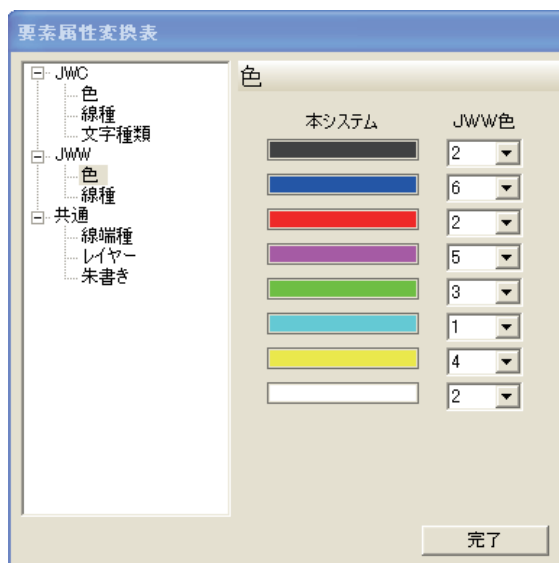 要素属性変換表
JWC
色
線種
文字種類
JWW
色
線種
共通
線端種
レイヤー
朱書き
色
本システム JWW色
2
6
2
5
3
1
4
2
完了